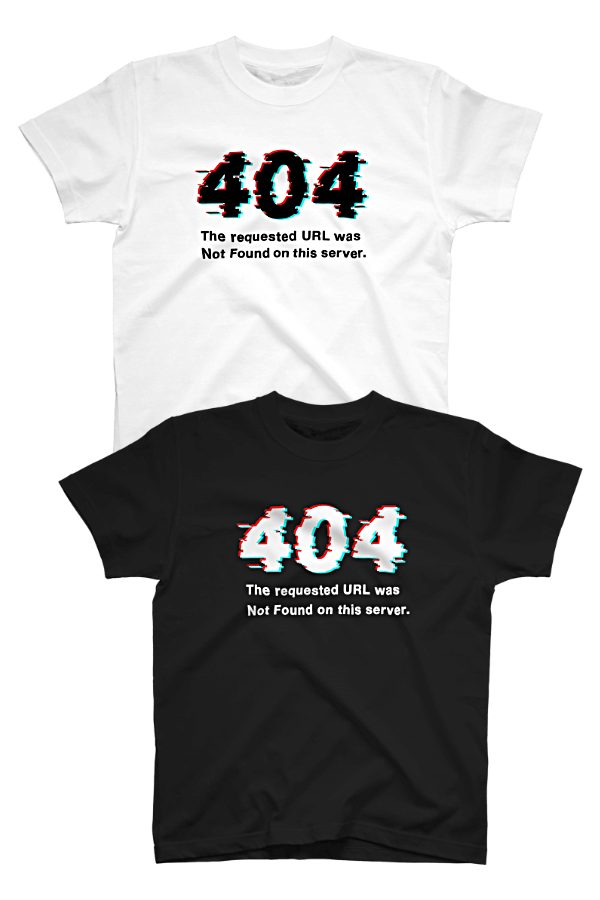 404
The requested URL was
Not Found on this server.
404
The requested URL was
Not Found on this server.